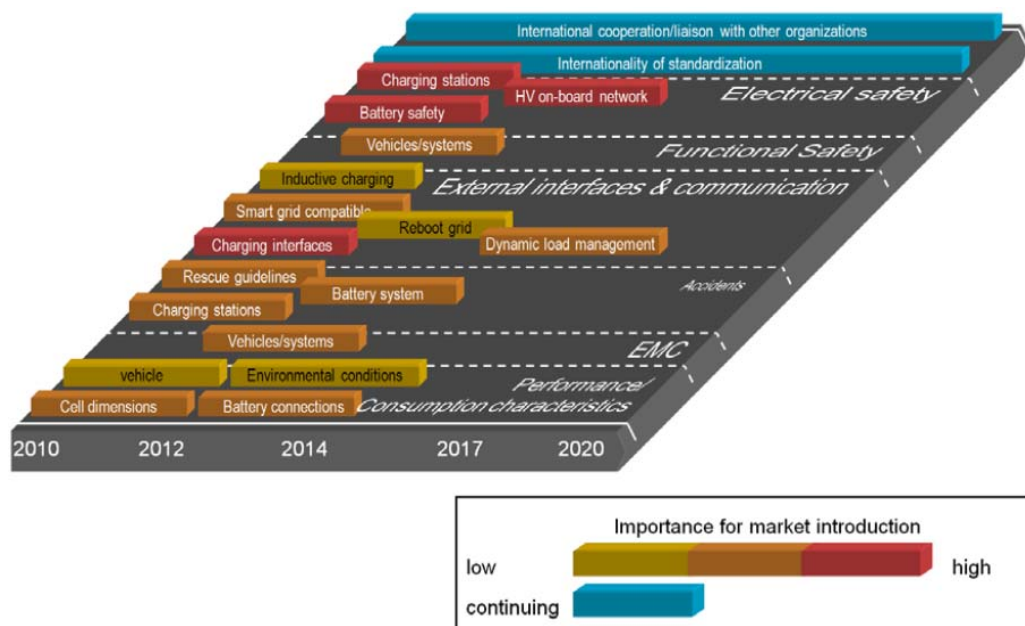 International cooperation/liaison with other organizations
Internationality of standardization
Charging stations
HV on-board network
Electrical safety
Battery safety
Vehicles/systems
Functional Safety
Inductive charging
External interfaces & communication
Smart grid compatible
Reboot grid
Charging interfaces
Dynamic load management
Rescue guidelines
Battery system
Accidents
Charging stations
Vehicles/systems
EMC
vehicle
Environmental conditions
Performance/
Cell dimensions
Battery connections
Consumption characteristics
2010 2012 2014 2017 2020
Importance for market introduction
low
high
continuing